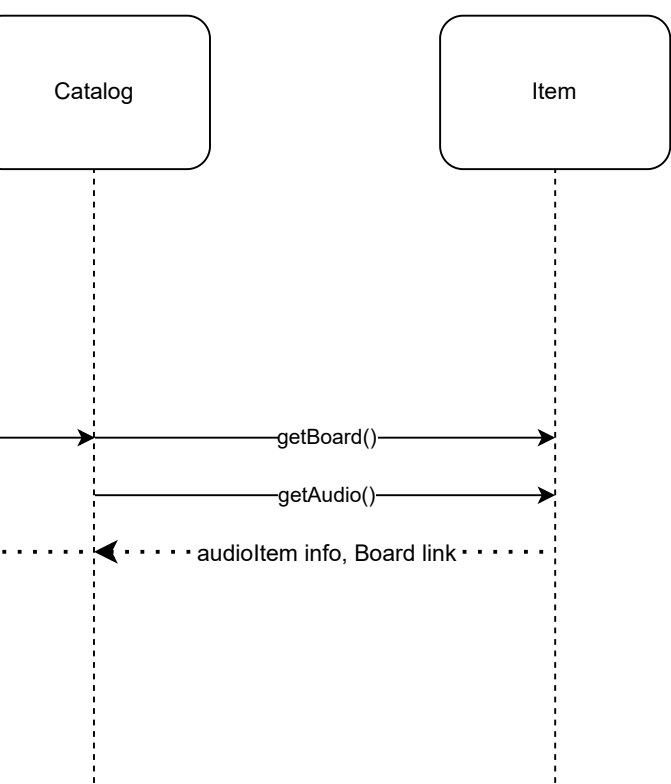 Catalog
Item
getBoard()
getAudio()
audioItem info, Board link